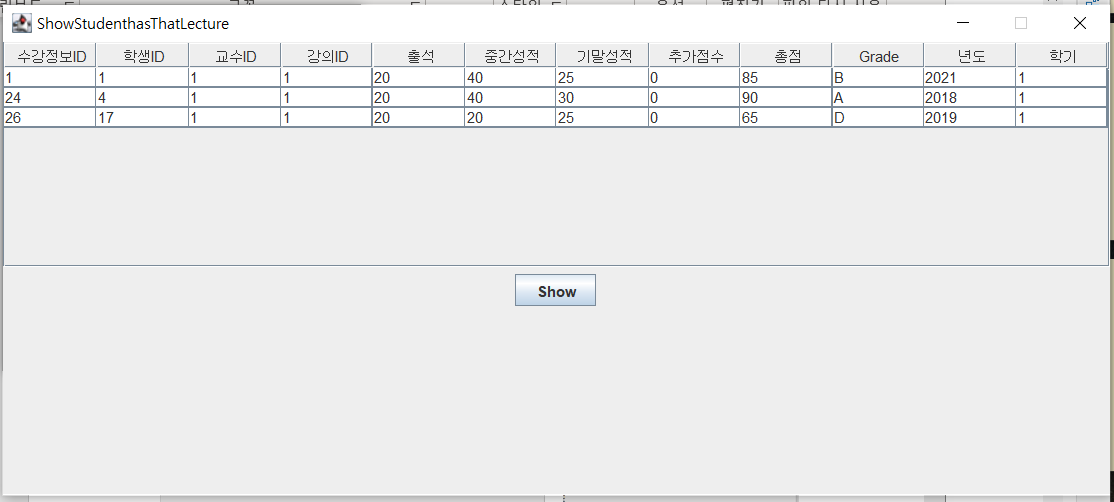 ShowStudenthasThatLecture
수강정보ID 학생ID 교수ID 강의ID 출석 중간성적 기말성적 추가점수 총점 Grade 년도 학기
1 1 1 1 20 40 25 0 85 B 2021 1
24 4 1 1 20 40 30 0 90 A 2018 1
26 17 1 1 20 20 25 0 65 D 2019 1
Show